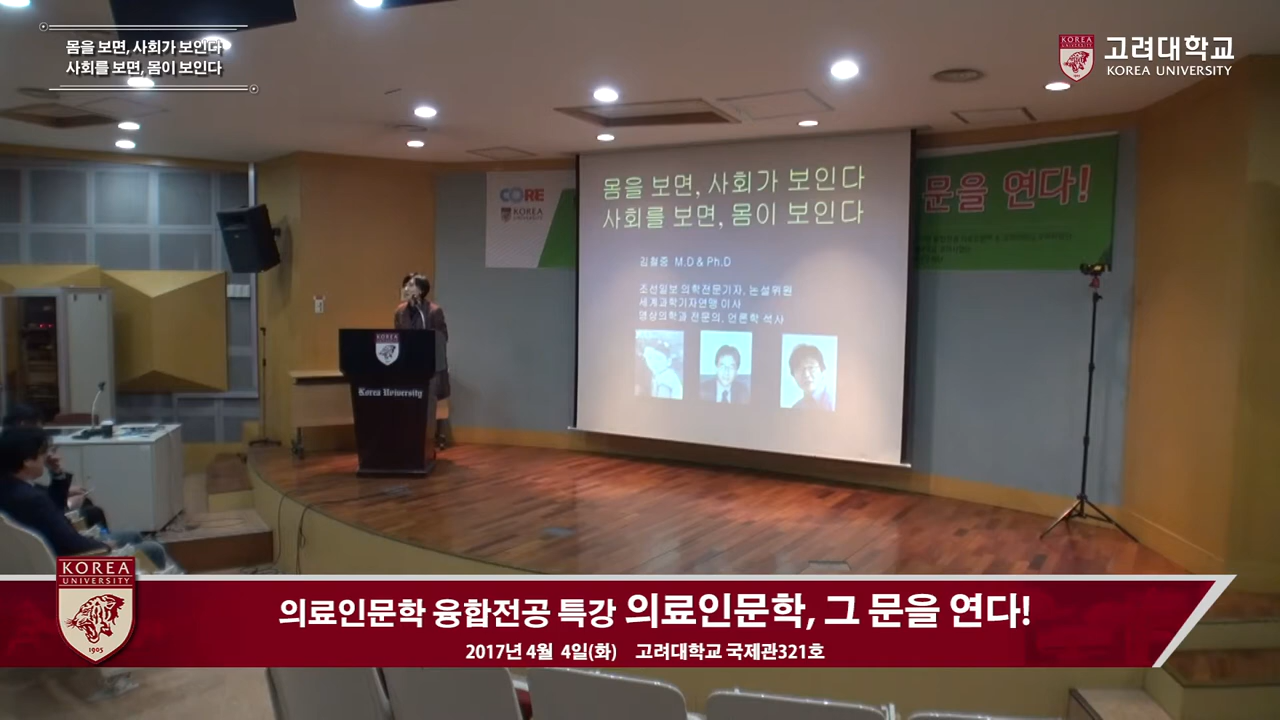 몸을 보면, 사회가 보인다
사회를 보면, 몸이 보인다
KOREA
UNIVERSITY
고려대학교
KOREA UNIVERSITY
CORE
KOREA
UNIVERSITY
문을 연다!
몸을 보면, 사회가 보인다
사회를 보면, 몸이 보인다
김철중 M.D & Ph.D
조선일보 의학전문기자, 논설위원
세계과학기자연맹 이사
영상의학과 전문의, 언론학 석사
KOREA
UNIVERSITY
Korea University
KOREA
UNIVERSITY
1905
의료인문학 융합전공 특강 의료인문학, 그 문을 연다!
2017년 4월 4일(화) 고려대학교 국제관321호